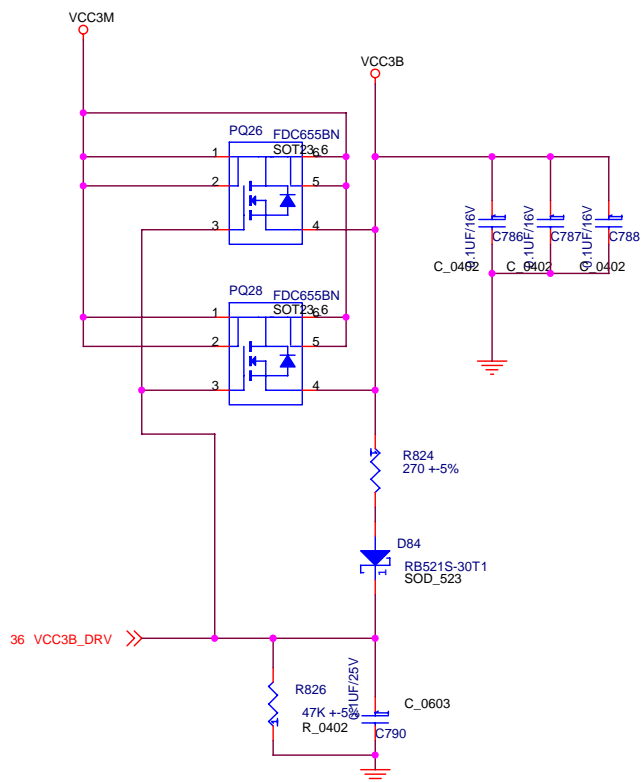 VCC3M
VCC3B
PQ26
FDC655BN
SOT23_6
1
2
3
6
5
4
0.1UF/16V
C786
C_0402
0.1UF/16V
C787
C_0402
0.1UF/16V
C788
C_0402
PQ28
FDC655BN
SOT23_6
1
2
3
6
5
4
1
R824
270 +-5%
D84
RB521S-30T1
SOD_523
1
36 VCC3B_DRV
R826
47K +-5%
R_0402
1
0.1UF/25V
C_0603
C790